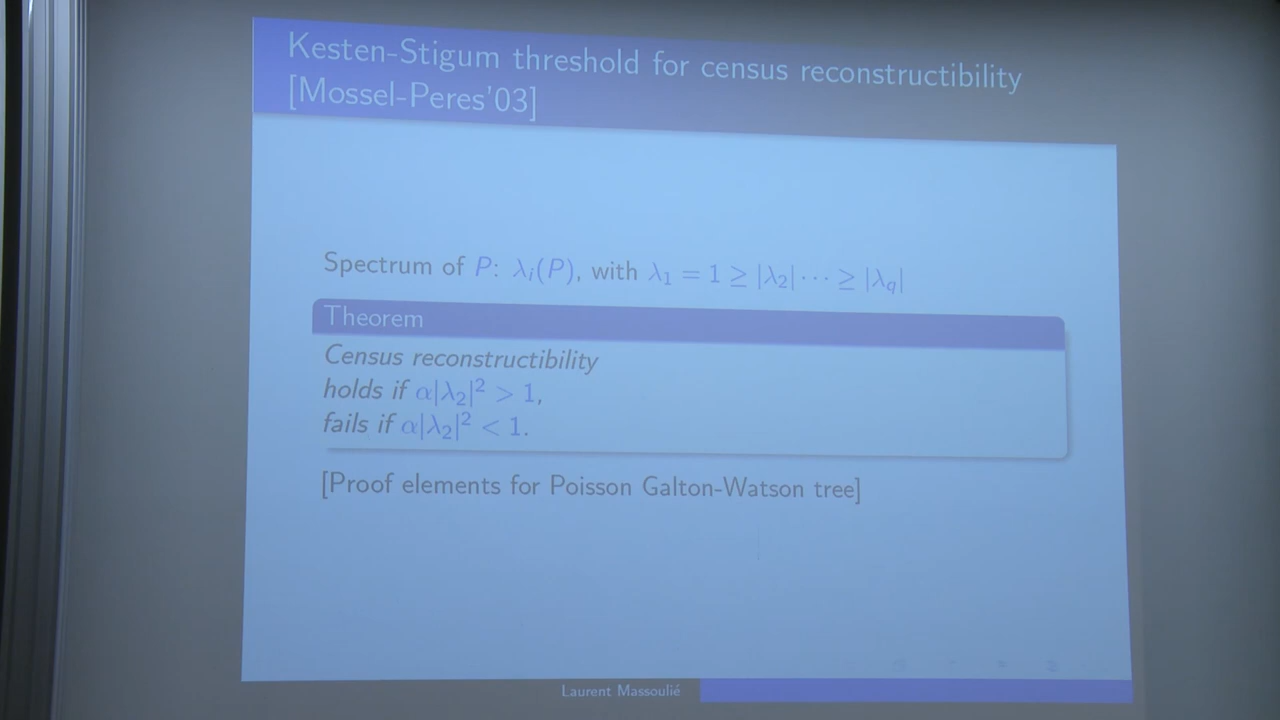 Kesten-Stigum threshold for census reconstructibility
[Mossel-Peres'03]
Spectrum of P: λᵢ(P), with λ₁ = 1 ≥ |λ₂| ··· ≥ |λ_q|
Theorem
Census reconstructibility
holds if α|λ₂|² > 1,
fails if α|λ₂|² < 1.
[Proof elements for Poisson Galton-Watson tree]
Laurent Massoulié